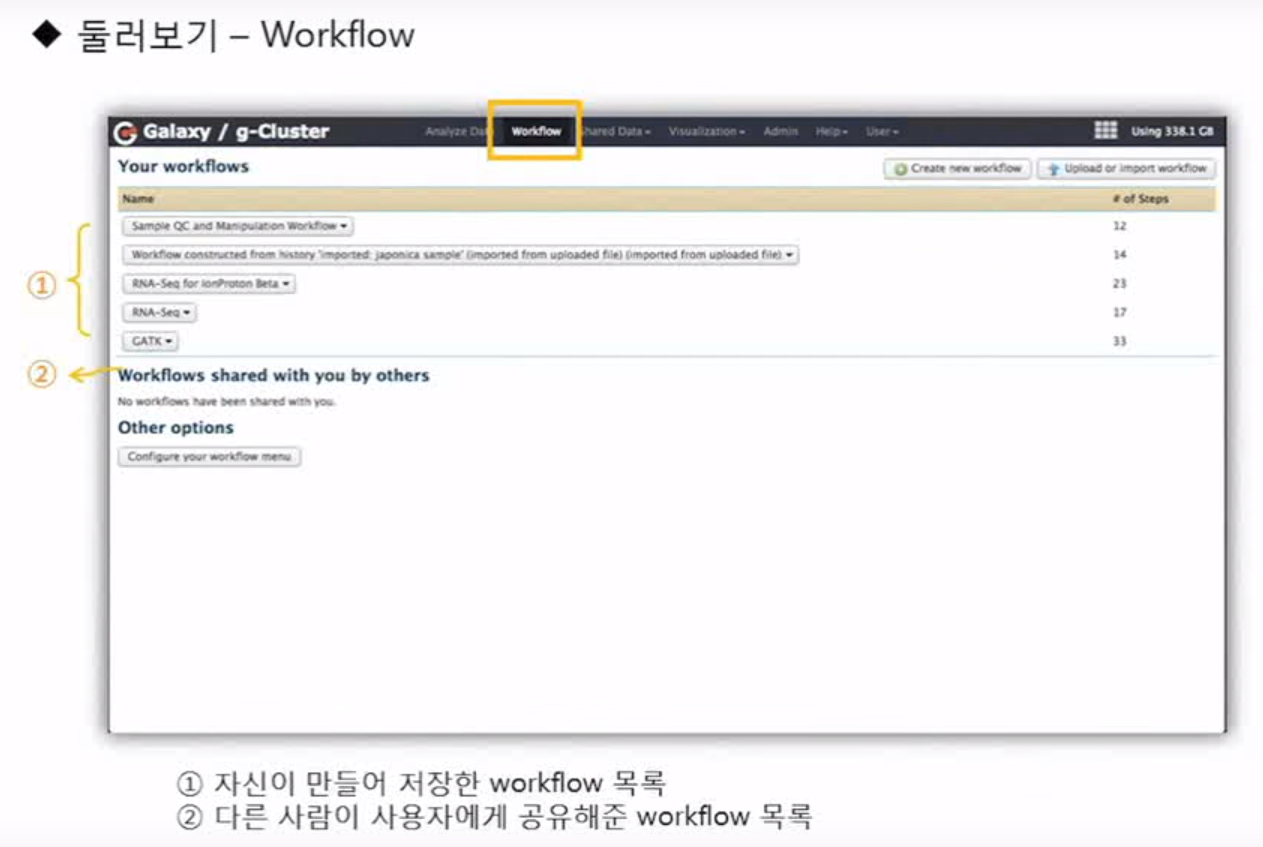 ◆ 둘러보기 – Workflow
Galaxy / g-Cluster Analyze Dat Workflow Shared Data Visualization Admin Help User Using 338.1 GB
Your workflows Create new workflow Upload or import workflow
Name # of Steps
Sample QC and Manipulation Workflow 12
Workflow constructed from history 'imported: japonica sample' (imported from uploaded file) (imported from uploaded file) 14
① RNA-Seq for IonProton Beta 23
RNA-Seq 17
GATK 33
② Workflows shared with you by others
No workflows have been shared with you.
Other options
Configure your workflow menu
① 자신이 만들어 저장한 workflow 목록
② 다른 사람이 사용자에게 공유해준 workflow 목록